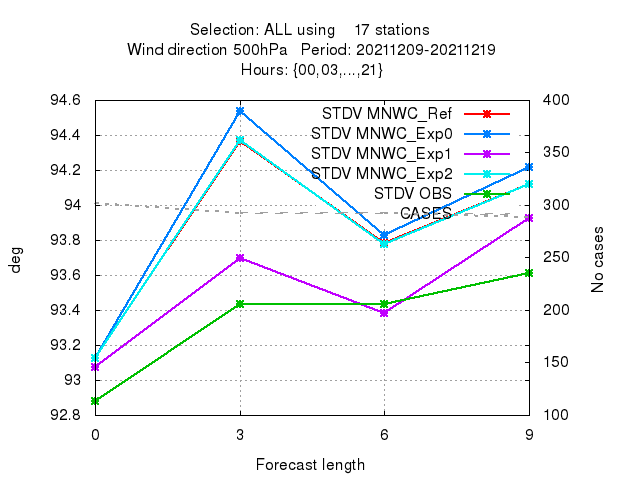 Selection: ALL using    17 stations
Wind direction 500hPa   Period: 20211209-20211219
Hours: {00,03,...,21}
94.6
94.4
94.2
94
93.8
93.6
93.4
93.2
93
92.8
400
350
300
250
200
150
100
STDV MNWC_Ref
STDV MNWC_Exp0
STDV MNWC_Exp1
STDV MNWC_Exp2
STDV OBS
CASES
deg
No cases
0 3 6 9
Forecast length